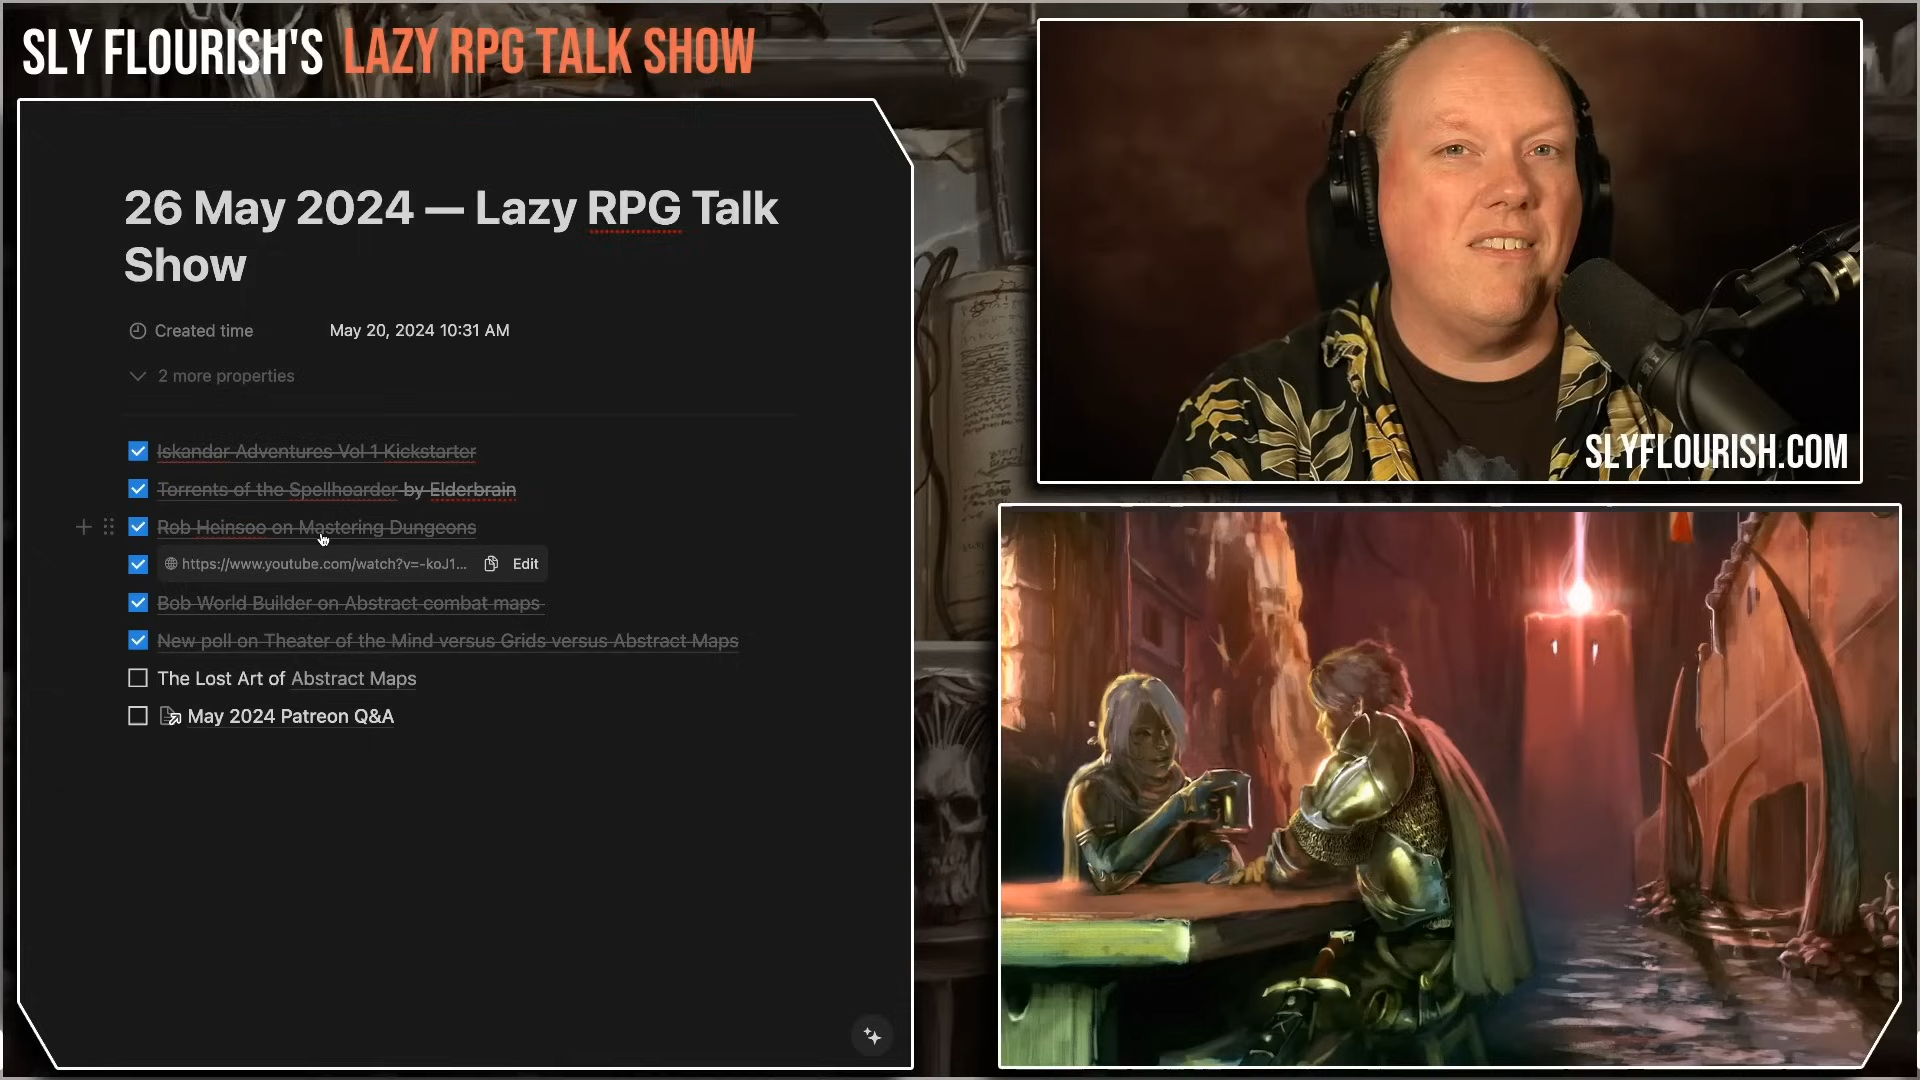 SLY FLOURISH'S LAZY RPG TALK SHOW
26 May 2024 — Lazy RPG Talk
Show
Created time May 20, 2024 10:31 AM
2 more properties
Iskandar Adventures Vol 1 Kickstarter
Torrents of the Spellhoarder by Elderbrain
Rob Heinsoo on Mastering Dungeons
https://www.youtube.com/watch?v=-koJ1... Edit
Bob World Builder on Abstract combat maps
New poll on Theater of the Mind versus Grids versus Abstract Maps
The Lost Art of Abstract Maps
May 2024 Patreon Q&A
SLYFLOURISH.COM